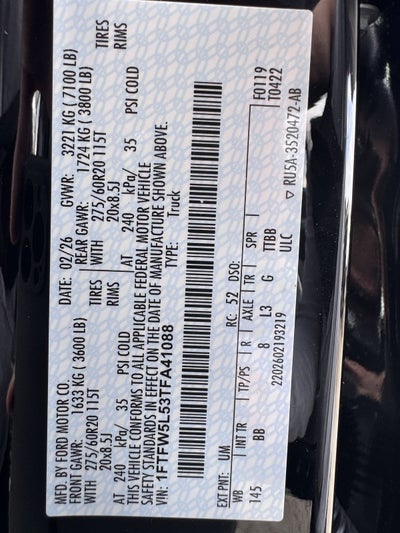 MFD. BY FORD MOTOR CO.
DATE: 02/26 GVWR: 3221 KG ( 7100 LB)
FRONT GAWR: 1633 KG ( 3600 LB) REAR GAWR: 1724 KG ( 3800 LB)
WITH 275/60R20 115T TIRES WITH 275/60R20 115T TIRES
20x8.5J RIMS 20x8.5J RIMS
AT 240 kPa/ 35 PSI COLD AT 240 kPa/ 35 PSI COLD
THIS VEHICLE CONFORMS TO ALL APPLICABLE FEDERAL MOTOR VEHICLE
SAFETY STANDARDS IN EFFECT ON THE DATE OF MANUFACTURE SHOWN ABOVE.
1FTFW5L53TFA41088 TYPE: Truck
F0119
T0422
EXT PNT: UM RC: 52 DSO:
WB INT TR TP/PS R AXLE TR SPR
145 BB 8 L3 G TTBB
ULC
2202602193219 ▽ RU5A-3520472-AB